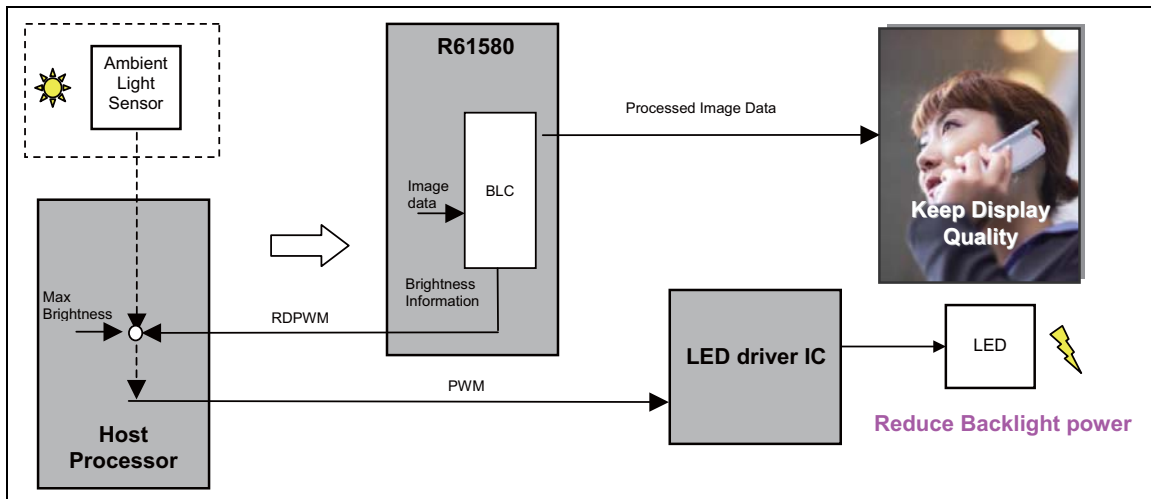 Ambient
Light
Sensor
R61580
Processed Image Data
Image
data
BLC
Keep Display
Quality
Brightness
Information
Max
Brightness
RDPWM
LED driver IC
LED
PWM
Reduce Backlight power
Host
Processor